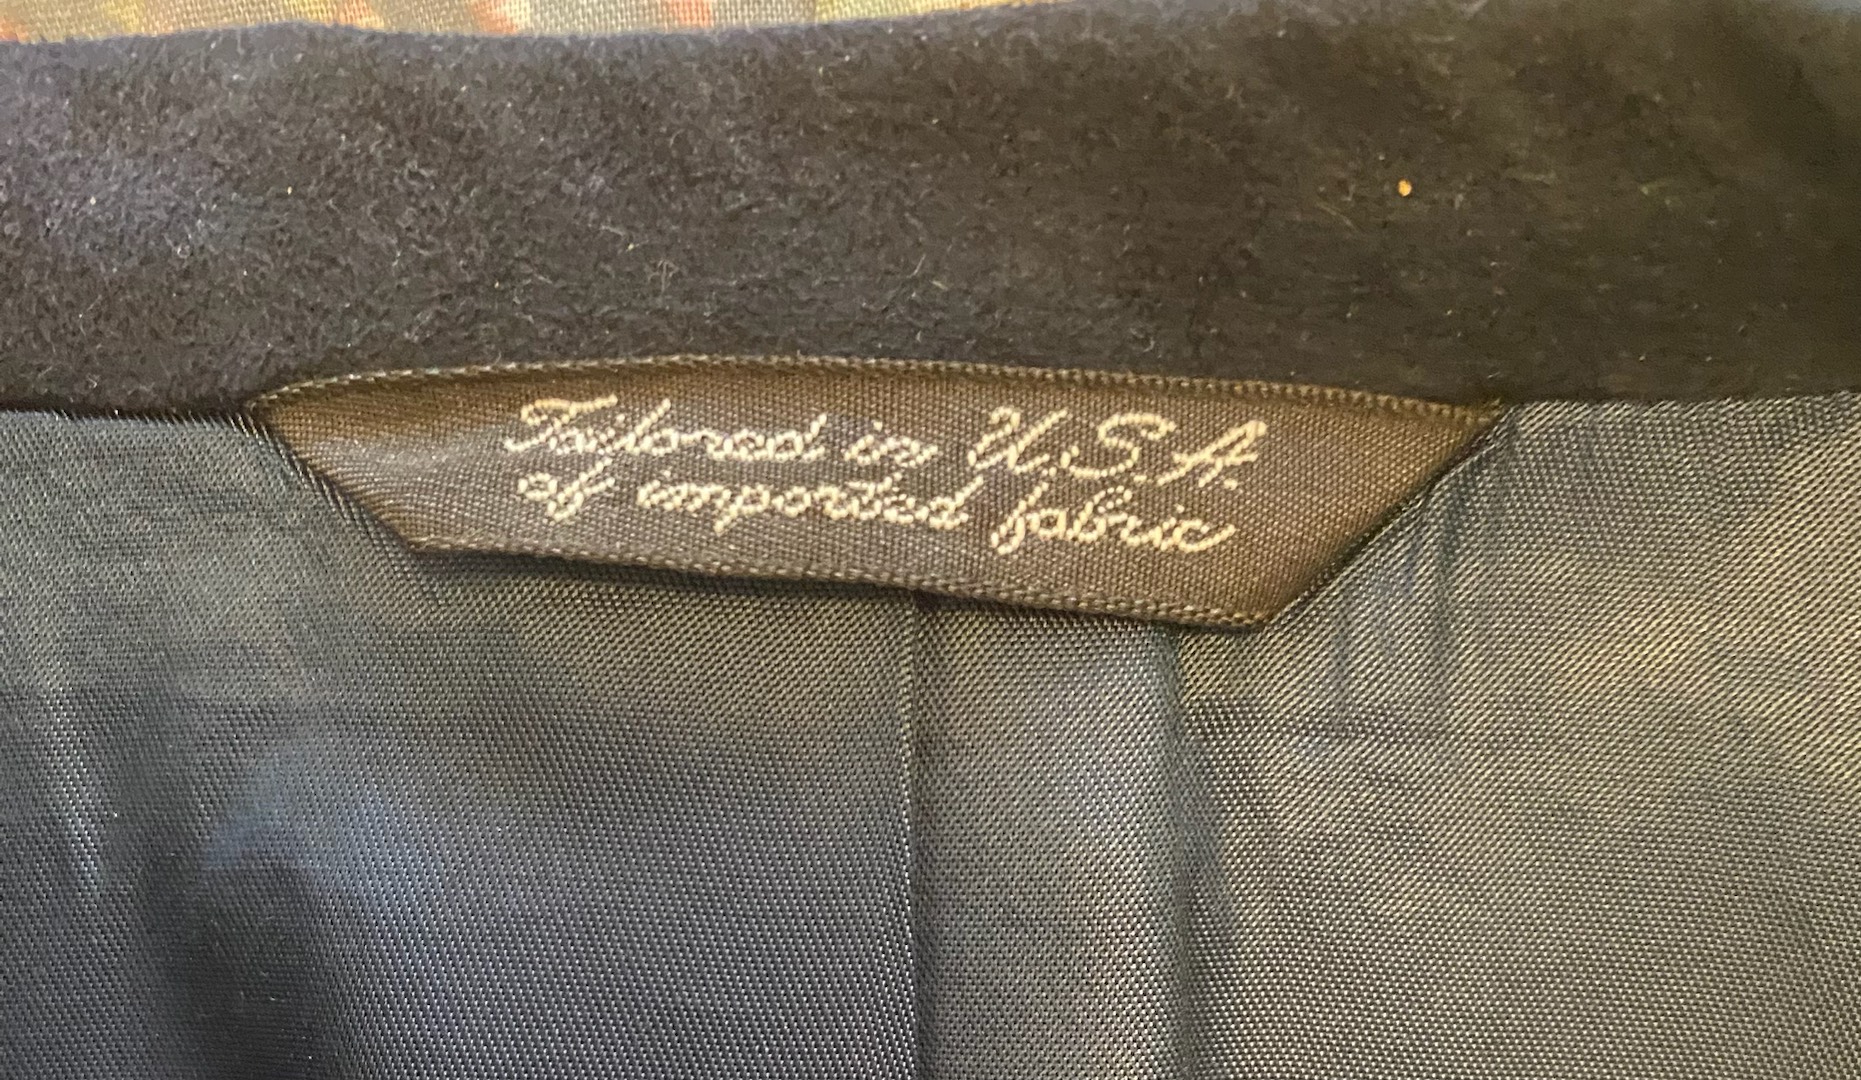 Tailored in U.S.A.
of imported fabric